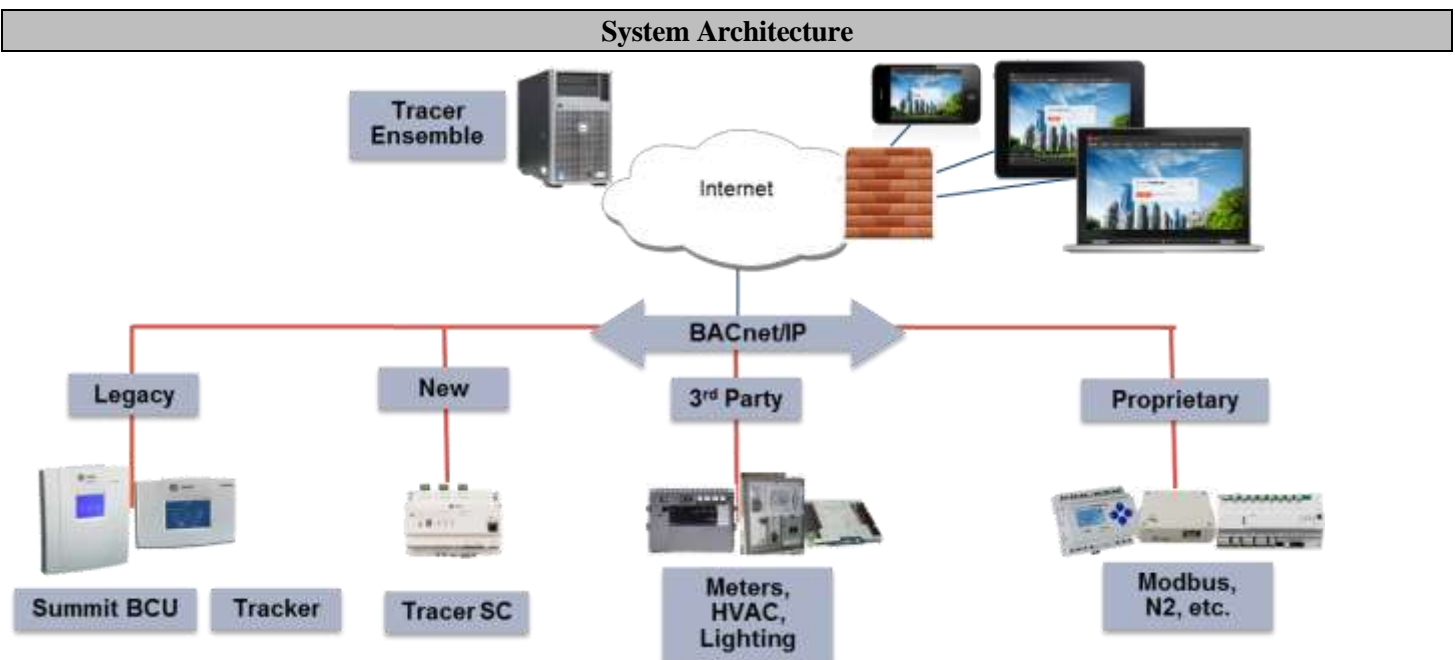 System Architecture
Tracer
Ensemble
Internet
BACnet/IP
Legacy
New
3rd Party
Proprietary
Summit BCU
Tracker
Tracer SC
Meters,
HVAC,
Lighting
Modbus,
N2, etc.